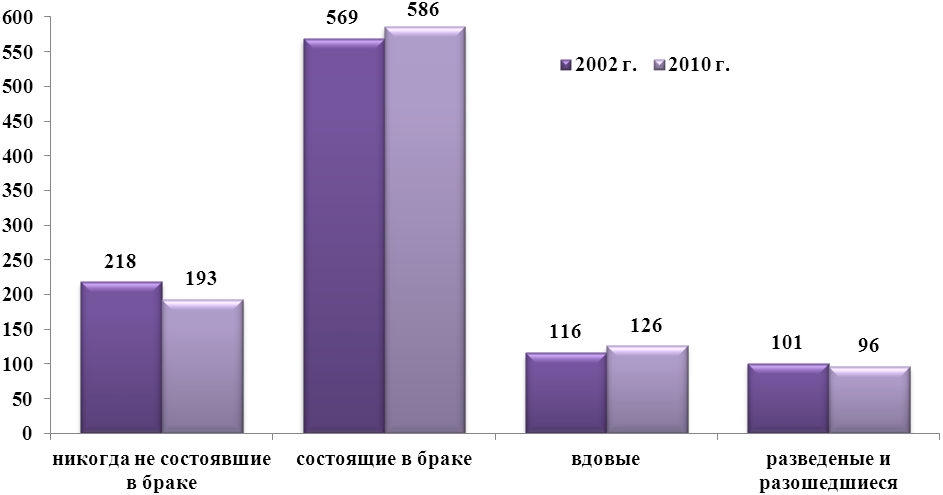 600
550
500
450
400
350
300
250
200
150
100
50
0
569 586
2002 г. 2010 г.
218 193
116 126
101 96
никогда не состоявшие
в браке
состоящие в браке
вдовые
разведеные и
разошедшиеся